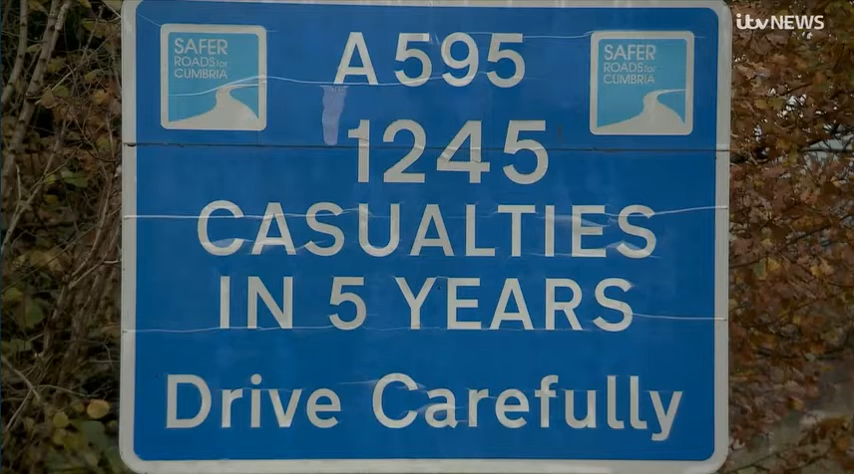 itv NEWS
SAFER
ROADS for
CUMBRIA
A595
SAFER
ROADS for
CUMBRIA
1245
CASUALTIES
IN 5 YEARS
Drive Carefully